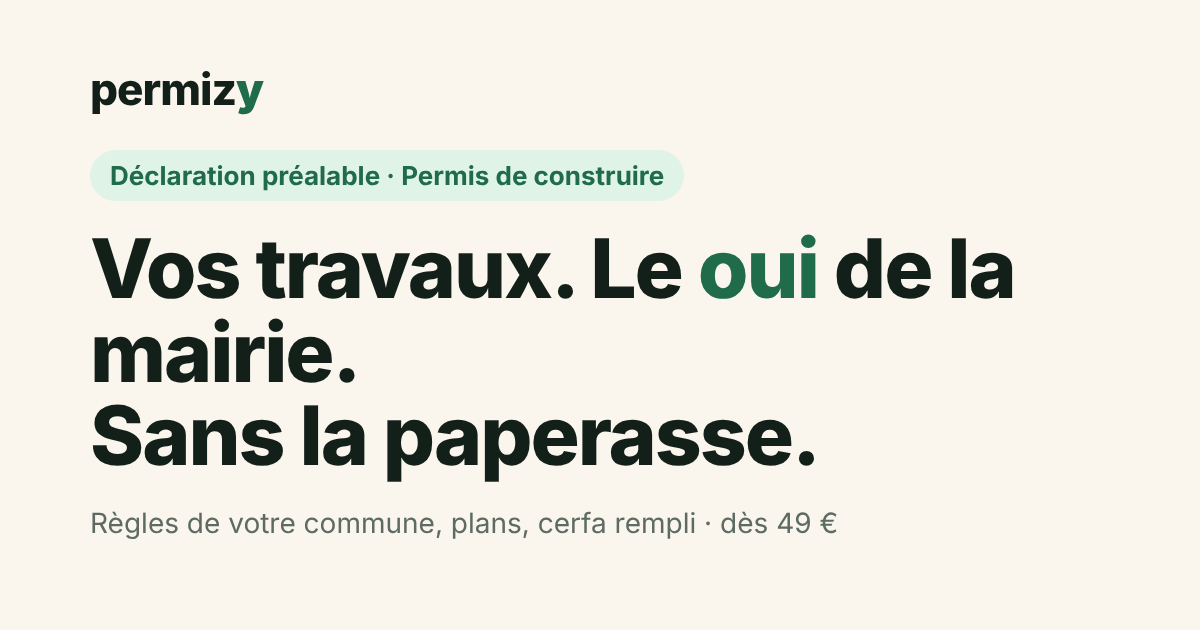 permizy
Déclaration préalable · Permis de construire
Vos travaux. Le oui de la
mairie.
Sans la paperasse.
Règles de votre commune, plans, cerfa rempli · dès 49 €